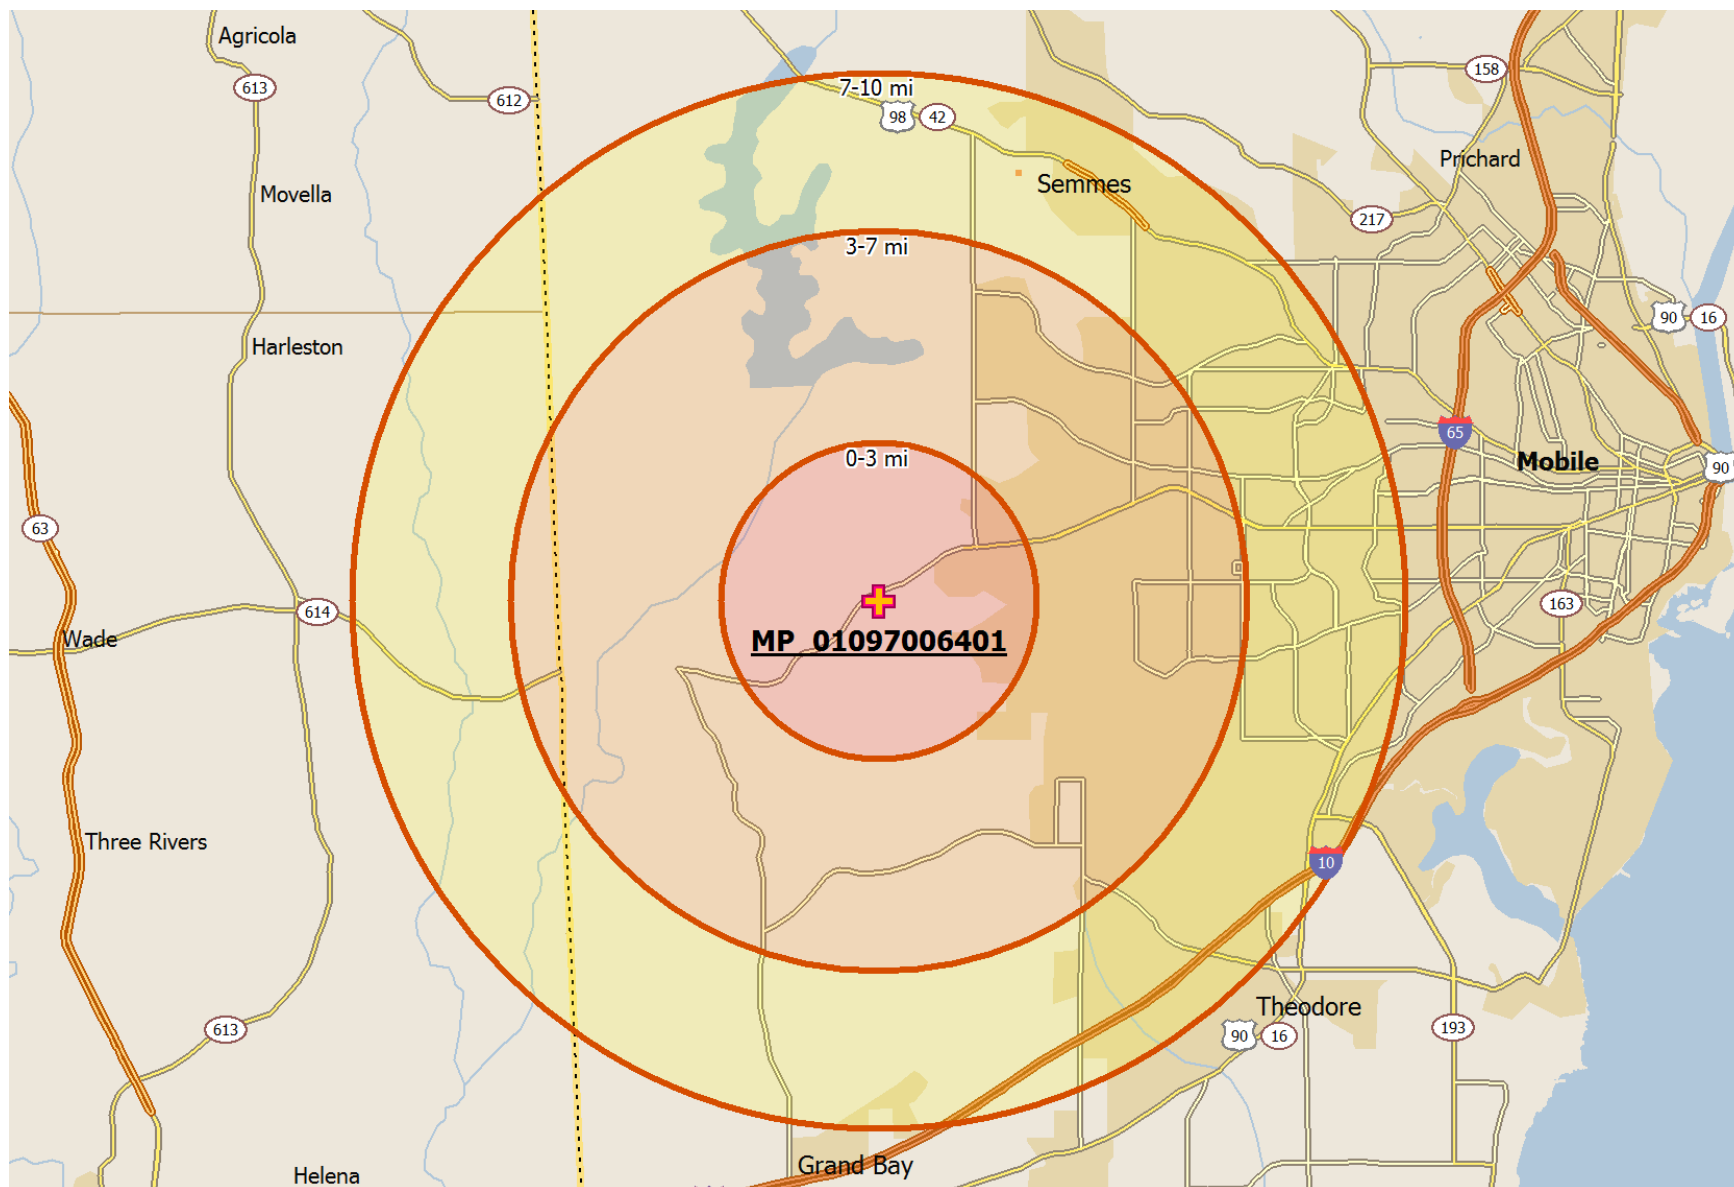 Agricola
613
612
7-10 mi
98
42
158
Prichard
Movella
Semmes
217
3-7 mi
Harleston
90
16
65
0-3 mi
Mobile
90
63
MP_01097006401
614
163
Wade
Three Rivers
10
Theodore
613
90
16
193
Grand Bay
Helena